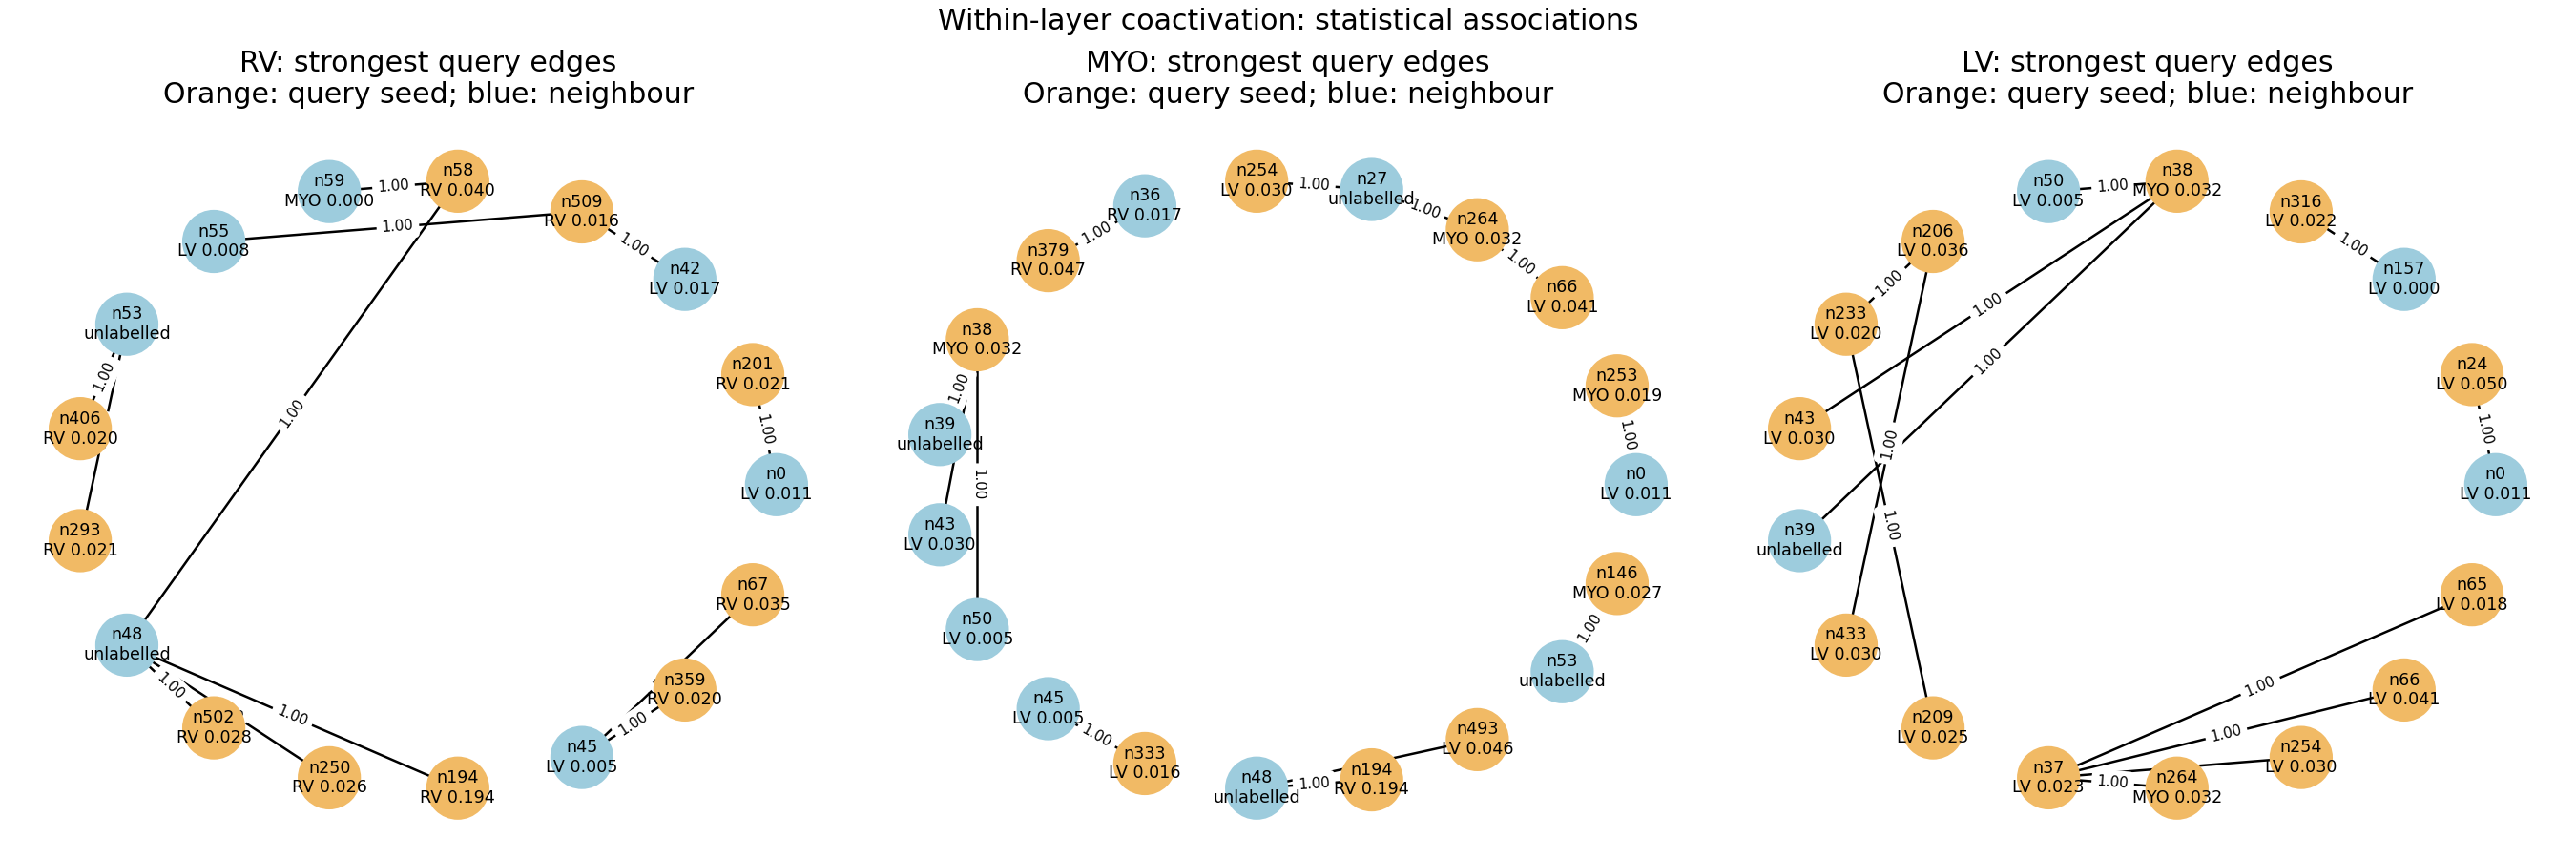 Within-layer coactivation: statistical associations
RV: strongest query edges
Orange: query seed; blue: neighbour
n58
RV 0.040
n59
MYO 0.000
1.00
n509
RV 0.016
n55
LV 0.008
1.00
1.00
n42
LV 0.017
n53
unlabelled
1.00
n201
RV 0.021
n406
RV 0.020
1.00
1.00
n0
LV 0.011
n293
RV 0.021
n67
RV 0.035
n48
unlabelled
1.00
n359
RV 0.020
n502
RV 0.028
1.00
1.00
n45
LV 0.005
n250
RV 0.026
n194
RV 0.194
MYO: strongest query edges
Orange: query seed; blue: neighbour
n254
LV 0.030
1.00
n27
unlabelled
n36
RV 0.017
1.00
n264
MYO 0.032
1.00
n379
RV 0.047
1.00
n66
LV 0.041
n38
MYO 0.032
n253
MYO 0.019
1.00
n39
unlabelled
1.00
1.00
n0
LV 0.011
n43
LV 0.030
n146
MYO 0.027
n50
LV 0.005
1.00
n53
unlabelled
n45
LV 0.005
1.00
n493
LV 0.046
n333
LV 0.016
n48
unlabelled
1.00
n194
RV 0.194
LV: strongest query edges
Orange: query seed; blue: neighbour
n38
MYO 0.032
n50
LV 0.005
1.00
n316
LV 0.022
n206
LV 0.036
1.00
n157
LV 0.000
1.00
n233
LV 0.020
1.00
1.00
n24
LV 0.050
n43
LV 0.030
1.00
1.00
n0
LV 0.011
1.00
n39
unlabelled
n65
LV 0.018
n433
LV 0.030
1.00
n66
LV 0.041
n209
LV 0.025
1.00
n254
LV 0.030
n37
LV 0.023
1.00
n264
MYO 0.032